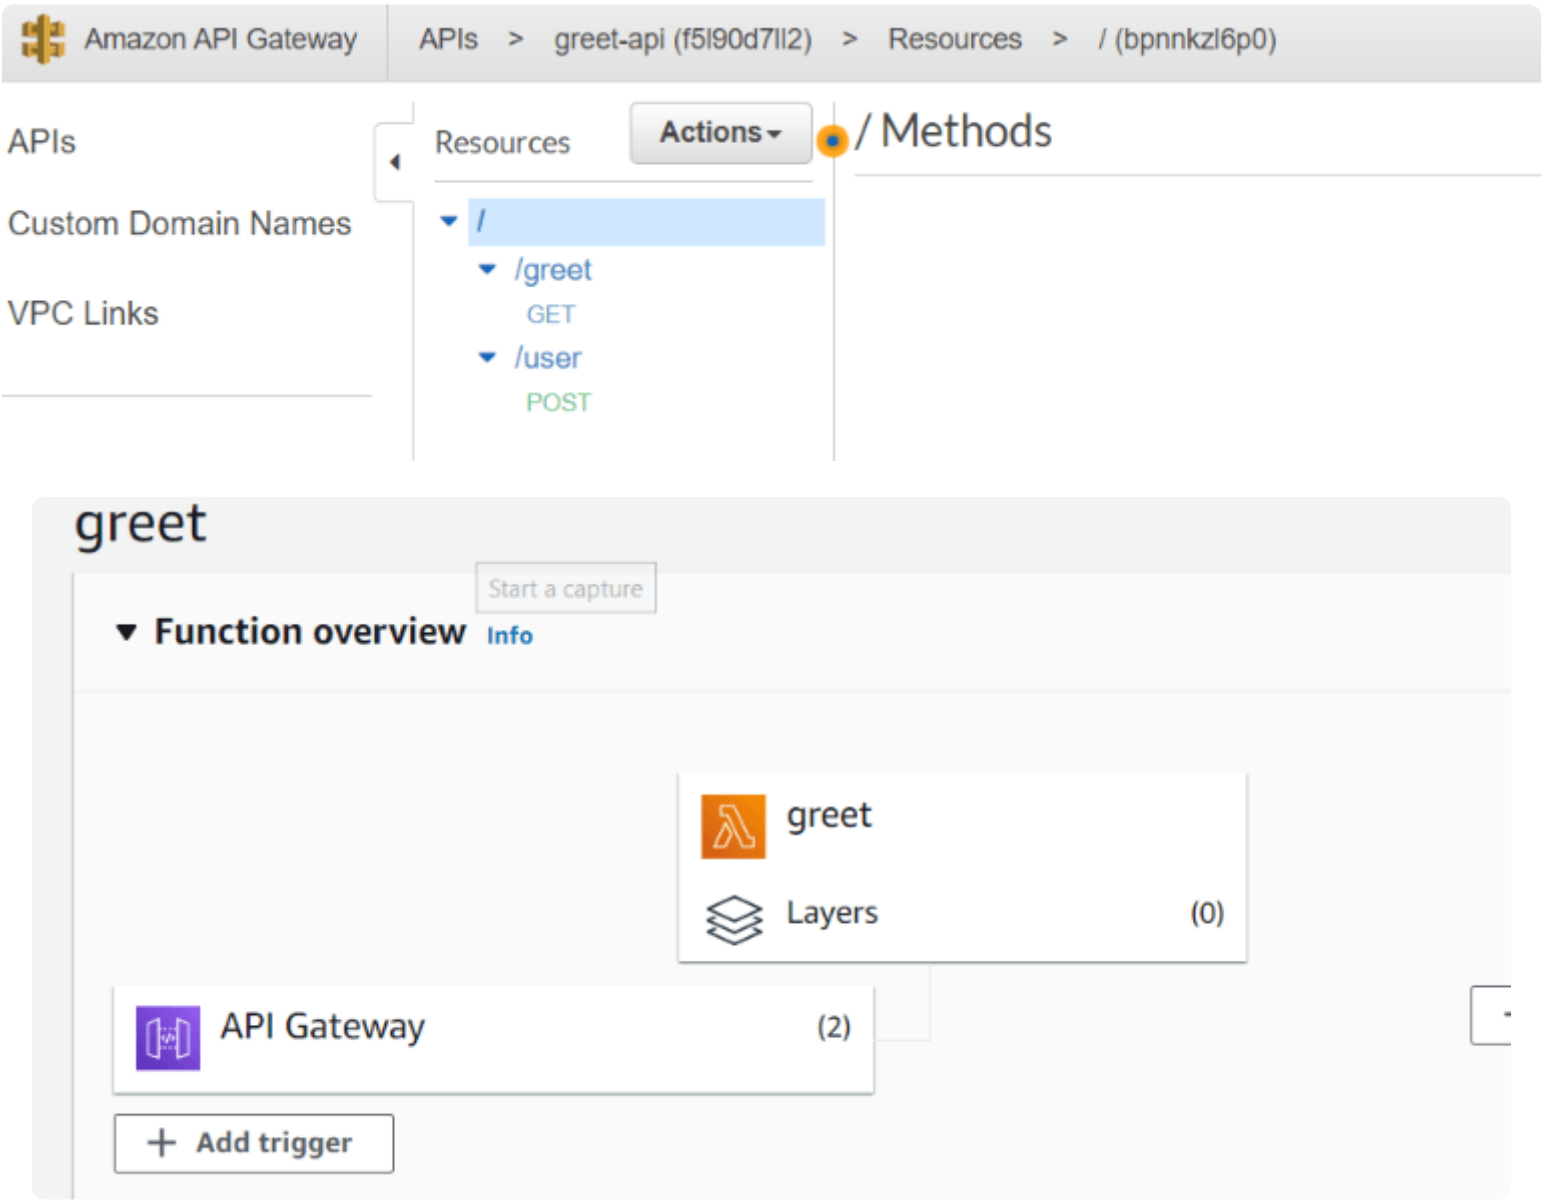 Amazon API Gateway APIs > greet-api (f5l90d7ll2) > Resources > / (bpnnkzl6p0)
APIs
Custom Domain Names
VPC Links
Resources Actions
/
/greet
GET
/user
POST
/ Methods
greet
Start a capture
Function overview Info
greet
Layers (0)
API Gateway (2)
+ Add trigger